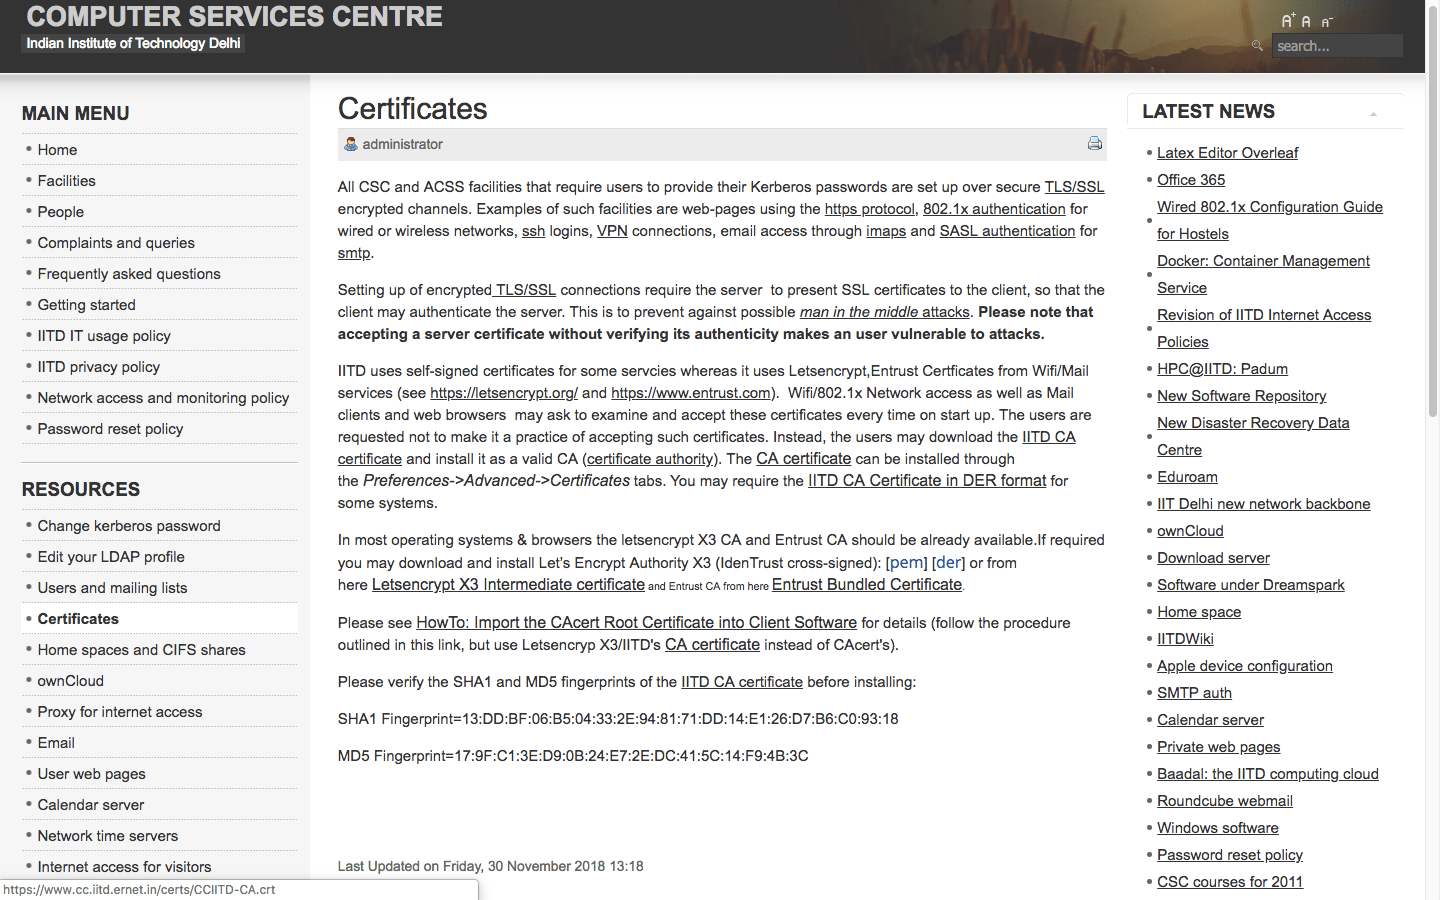 COMPUTER SERVICES CENTRE
Indian Institute of Technology Delhi
A+ A A-
search...
MAIN MENU
Home
Facilities
People
Complaints and queries
Frequently asked questions
Getting started
IITD IT usage policy
IITD privacy policy
Network access and monitoring policy
Password reset policy
RESOURCES
Change kerberos password
Edit your LDAP profile
Users and mailing lists
Certificates
Home spaces and CIFS shares
ownCloud
Proxy for internet access
Email
User web pages
Calendar server
Network time servers
Internet access for visitors
https://www.cc.iitd.ernet.in/certs/CCIITD-CA.crt
Certificates
administrator
All CSC and ACSS facilities that require users to provide their Kerberos passwords are set up over secure TLS/SSL
encrypted channels. Examples of such facilities are web-pages using the https protocol, 802.1x authentication for
wired or wireless networks, ssh logins, VPN connections, email access through imaps and SASL authentication for
smtp.
Setting up of encrypted TLS/SSL connections require the server to present SSL certificates to the client, so that the
client may authenticate the server. This is to prevent against possible man in the middle attacks. Please note that
accepting a server certificate without verifying its authenticity makes an user vulnerable to attacks.
IITD uses self-signed certificates for some servcies whereas it uses Letsencrypt,Entrust Certficates from Wifi/Mail
services (see https://letsencrypt.org/ and https://www.entrust.com). Wifi/802.1x Network access as well as Mail
clients and web browsers may ask to examine and accept these certificates every time on start up. The users are
requested not to make it a practice of accepting such certificates. Instead, the users may download the IITD CA
certificate and install it as a valid CA (certificate authority). The CA certificate can be installed through
the Preferences->Advanced->Certificates tabs. You may require the IITD CA Certificate in DER format for
some systems.
In most operating systems & browsers the letsencrypt X3 CA and Entrust CA should be already available.If required
you may download and install Let's Encrypt Authority X3 (IdenTrust cross-signed): [pem] [der] or from
here Letsencrypt X3 Intermediate certificate and Entrust CA from here Entrust Bundled Certificate.
Please see HowTo: Import the CAcert Root Certificate into Client Software for details (follow the procedure
outlined in this link, but use Letsencryp X3/IITD's CA certificate instead of CAcert's).
Please verify the SHA1 and MD5 fingerprints of the IITD CA certificate before installing:
SHA1 Fingerprint=13:DD:BF:06:B5:04:33:2E:94:81:71:DD:14:E1:26:D7:B6:C0:93:18
MD5 Fingerprint=17:9F:C1:3E:D9:0B:24:E7:2E:DC:41:5C:14:F9:4B:3C
Last Updated on Friday, 30 November 2018 13:18
LATEST NEWS
Latex Editor Overleaf
Office 365
Wired 802.1x Configuration Guide
for Hostels
Docker: Container Management
Service
Revision of IITD Internet Access
Policies
HPC@IITD: Padum
New Software Repository
New Disaster Recovery Data
Centre
Eduroam
IIT Delhi new network backbone
ownCloud
Download server
Software under Dreamspark
Home space
IITDWiki
Apple device configuration
SMTP auth
Calendar server
Private web pages
Baadal: the IITD computing cloud
Roundcube webmail
Windows software
Password reset policy
CSC courses for 2011